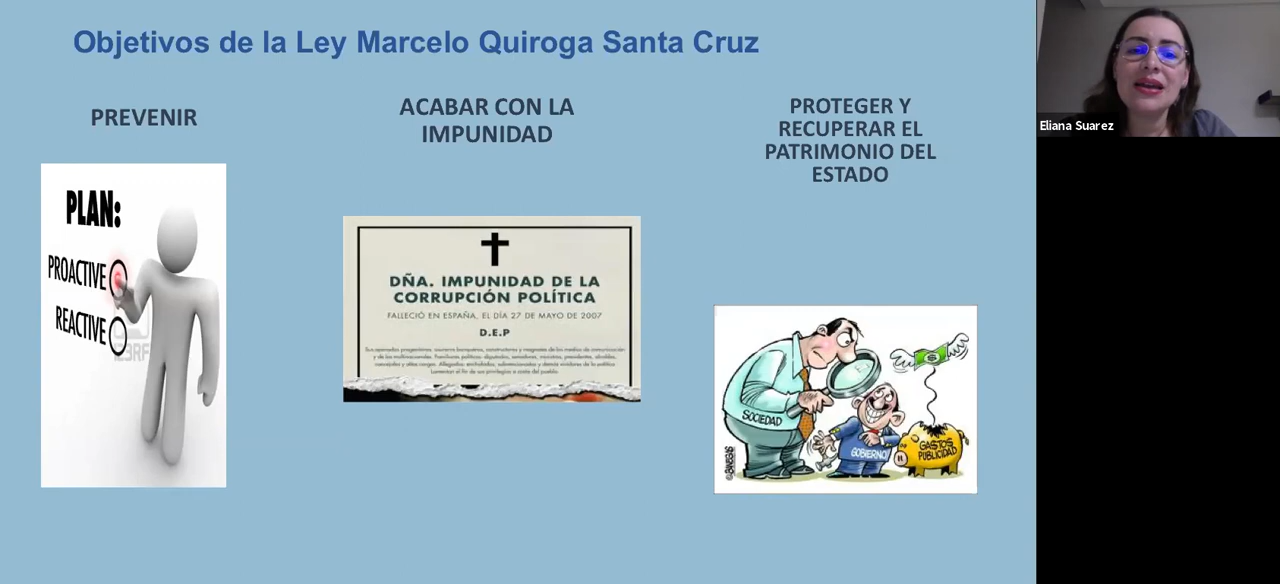 Objetivos de la Ley Marcelo Quiroga Santa Cruz
PREVENIR
ACABAR CON LA
IMPUNIDAD
PROTEGER Y
RECUPERAR EL
PATRIMONIO DEL
ESTADO
PLAN:
PROACTIVE
REACTIVE
DÑA. IMPUNIDAD DE LA
CORRUPCIÓN POLÍTICA
FALLECIÓ EN ESPAÑA, EL DÍA 27 DE MAYO DE 2007
D.E.P
SOCIEDAD
GOBIERNO
GASTOS
PUBLICIDAD
$
Eliana Suarez